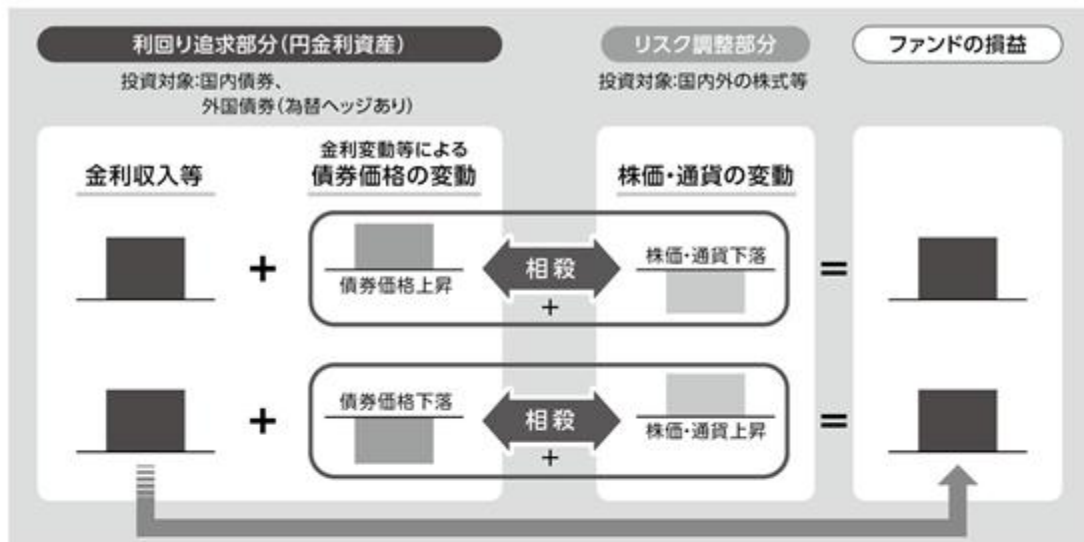 利回り追求部分(円金利資産)
投資対象:国内債券、
外国債券(為替ヘッジあり)
リスク調整部分
投資対象:国内外の株式等
ファンドの損益
金利収入等
金利変動等による
債券価格の変動
株価・通貨の変動
+
債券価格上昇
相殺
+
株価・通貨下落
=
+
債券価格下落
相殺
+
株価・通貨上昇
=